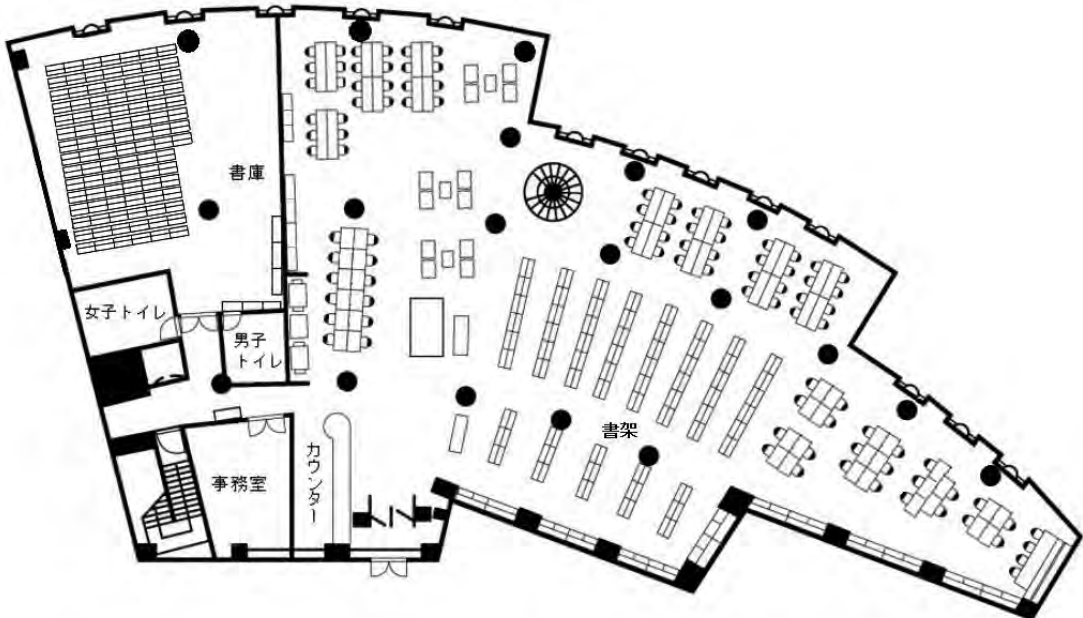 書庫
女子トイレ
男子
トイレ
書架
カウンター
事務室